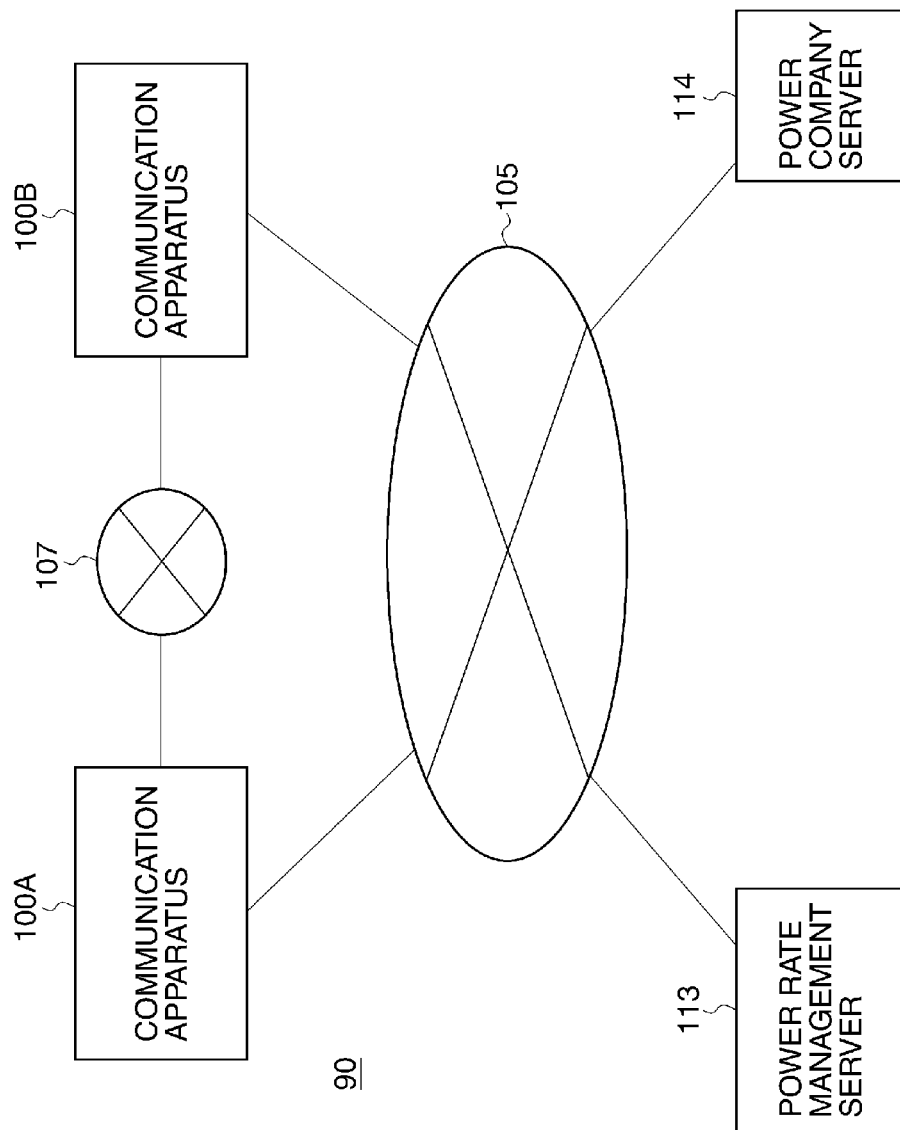 100A
COMMUNICATION
APPARATUS
107
100B
COMMUNICATION
APPARATUS
90
105
113
POWER RATE
MANAGEMENT
SERVER
114
POWER
COMPANY
SERVER